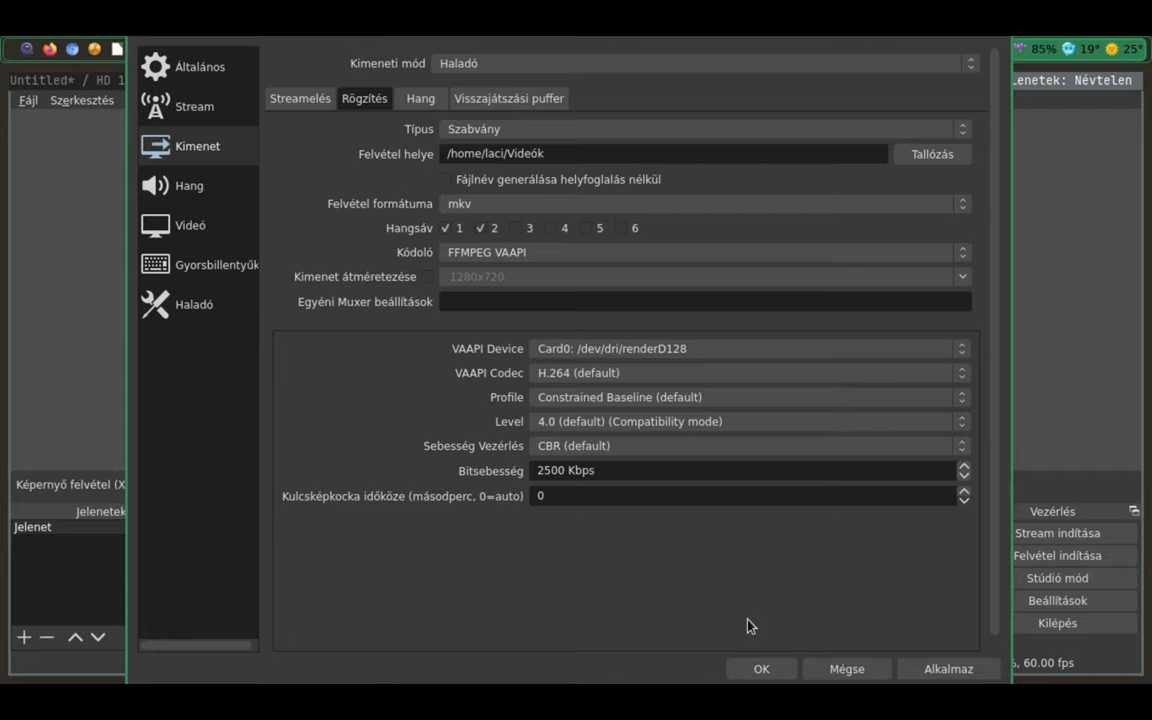 85% 19° 25°
Untitled* / HD 1
lenetek: Névtelen
Fájl Szerkesztés
Általános
Stream
Kimenet
Hang
Videó
Gyorsbillentyűk
Haladó
Kimeneti mód Haladó
Streamelés Rögzítés Hang Visszajátszási puffer
Típus Szabvány
Felvétel helye /home/laci/Videók Tallózás
Fájlnév generálása helyfoglalás nélkül
Felvétel formátuma mkv
Hangsáv 1 2 3 4 5 6
Kódoló FFMPEG VAAPI
Kimenet átméretezése 1280x720
Egyéni Muxer beállítások
VAAPI Device Card0: /dev/dri/renderD128
VAAPI Codec H.264 (default)
Profile Constrained Baseline (default)
Level 4.0 (default) (Compatibility mode)
Sebesség Vezérlés CBR (default)
Bitsebesség 2500 Kbps
Kulcsképkocka időköze (másodperc, 0=auto) 0
OK Mégse Alkalmaz
Képernyő felvétel (X
Jelenetek
Jelenet
Vezérlés
Stream indítása
Felvétel indítása
Stúdió mód
Beállítások
Kilépés
%, 60.00 fps